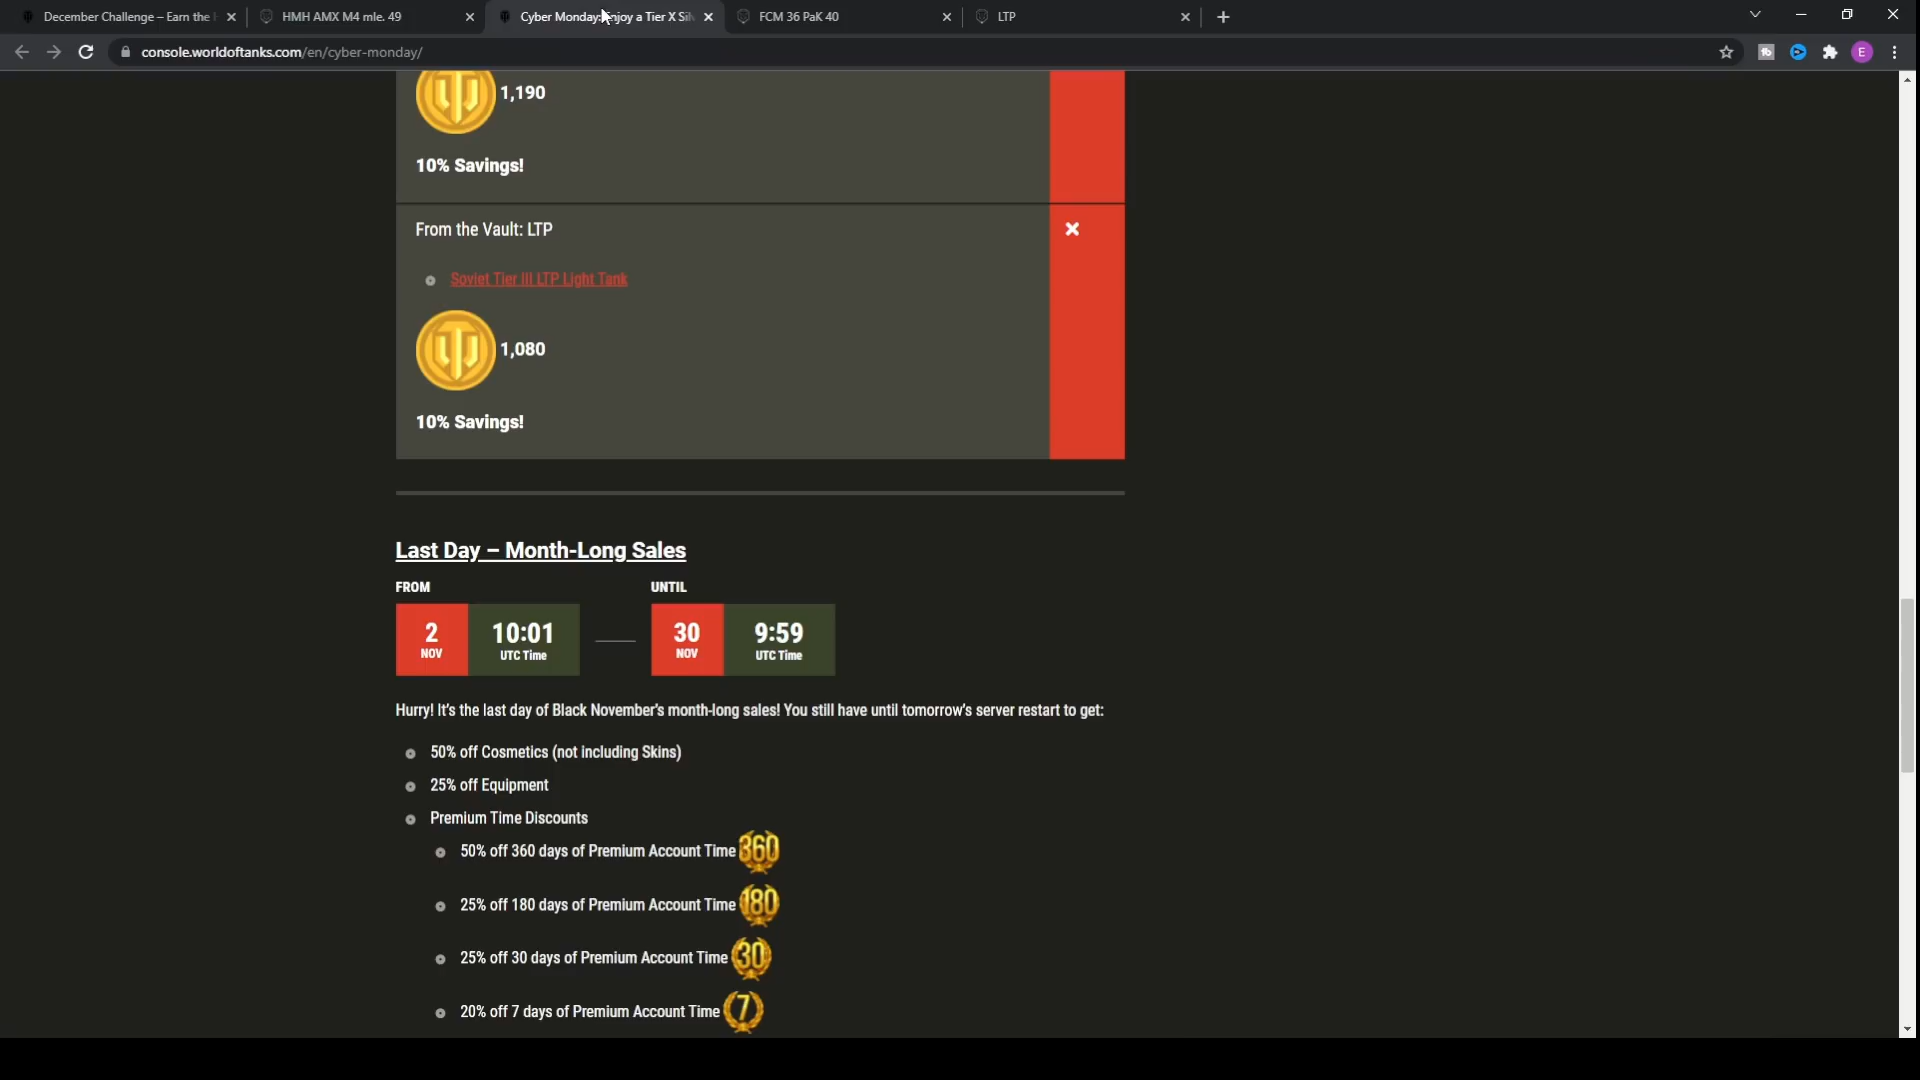 December Challenge – Earn the
HMH AMX M4 mle. 49
Cyber Monday: Enjoy a Tier X Sil
FCM 36 PaK 40
LTP
console.worldoftanks.com/en/cyber-monday/
E
1,190
10% Savings!
From the Vault: LTP
Soviet Tier III LTP Light Tank
1,080
10% Savings!
Last Day – Month-Long Sales
FROM
UNTIL
2
NOV
10:01
UTC Time
30
NOV
9:59
UTC Time
Hurry! It's the last day of Black November's month-long sales! You still have until tomorrow's server restart to get:
50% off Cosmetics (not including Skins)
25% off Equipment
Premium Time Discounts
50% off 360 days of Premium Account Time 360
25% off 180 days of Premium Account Time 180
25% off 30 days of Premium Account Time 30
20% off 7 days of Premium Account Time 7